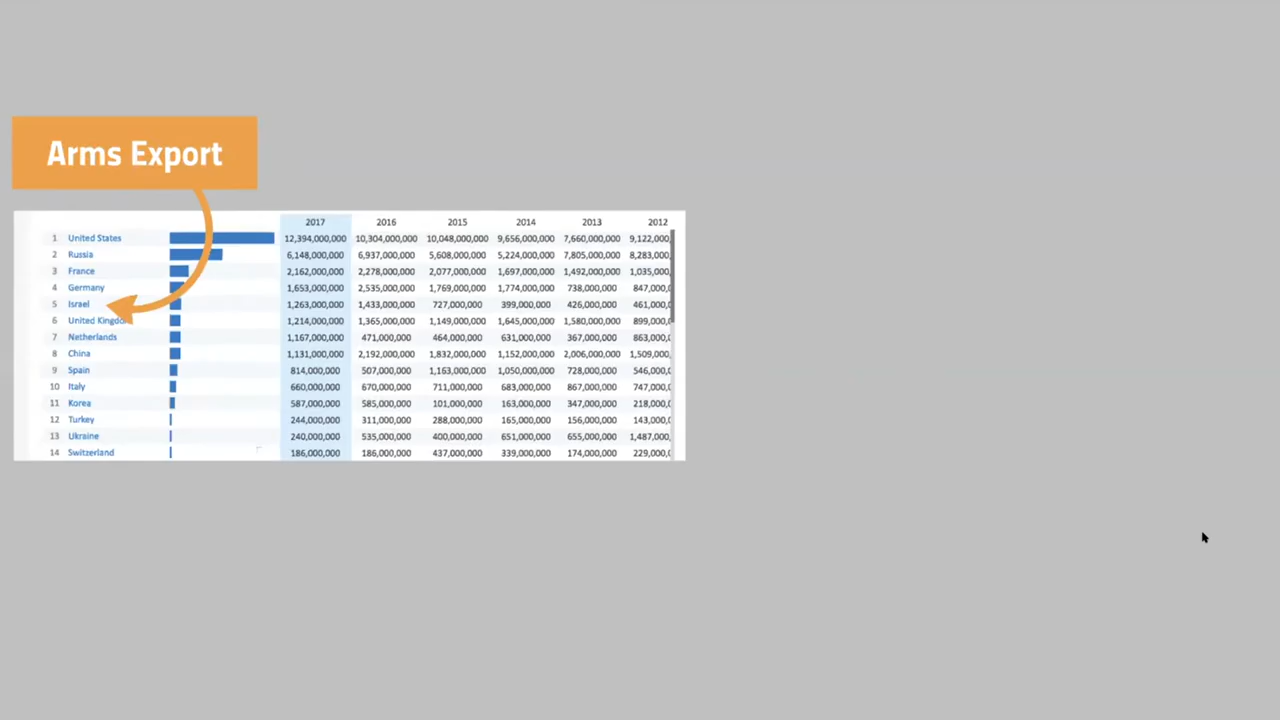 Arms Export
2017 2016 2015 2014 2013 2012
1 United States 12,394,000,000 10,304,000,000 10,048,000,000 9,656,000,000 7,660,000,000 9,122,000,
2 Russia 6,148,000,000 6,937,000,000 5,608,000,000 5,224,000,000 7,805,000,000 8,283,000,
3 France 2,162,000,000 2,278,000,000 2,077,000,000 1,697,000,000 1,492,000,000 1,035,000,
4 Germany 1,653,000,000 2,535,000,000 1,769,000,000 1,774,000,000 738,000,000 847,000,
5 Israel 1,263,000,000 1,433,000,000 727,000,000 399,000,000 426,000,000 461,000,
6 United Kingdo 1,214,000,000 1,365,000,000 1,149,000,000 1,645,000,000 1,580,000,000 899,000,
7 Netherlands 1,167,000,000 471,000,000 464,000,000 631,000,000 367,000,000 863,000,
8 China 1,131,000,000 2,192,000,000 1,832,000,000 1,152,000,000 2,006,000,000 1,509,000,
9 Spain 814,000,000 507,000,000 1,163,000,000 1,050,000,000 728,000,000 546,000,
10 Italy 660,000,000 670,000,000 711,000,000 683,000,000 867,000,000 747,000,
11 Korea 587,000,000 585,000,000 101,000,000 163,000,000 347,000,000 218,000,
12 Turkey 244,000,000 311,000,000 288,000,000 165,000,000 156,000,000 143,000,
13 Ukraine 240,000,000 535,000,000 400,000,000 651,000,000 655,000,000 1,487,000,
14 Switzerland 186,000,000 186,000,000 437,000,000 339,000,000 174,000,000 229,000,